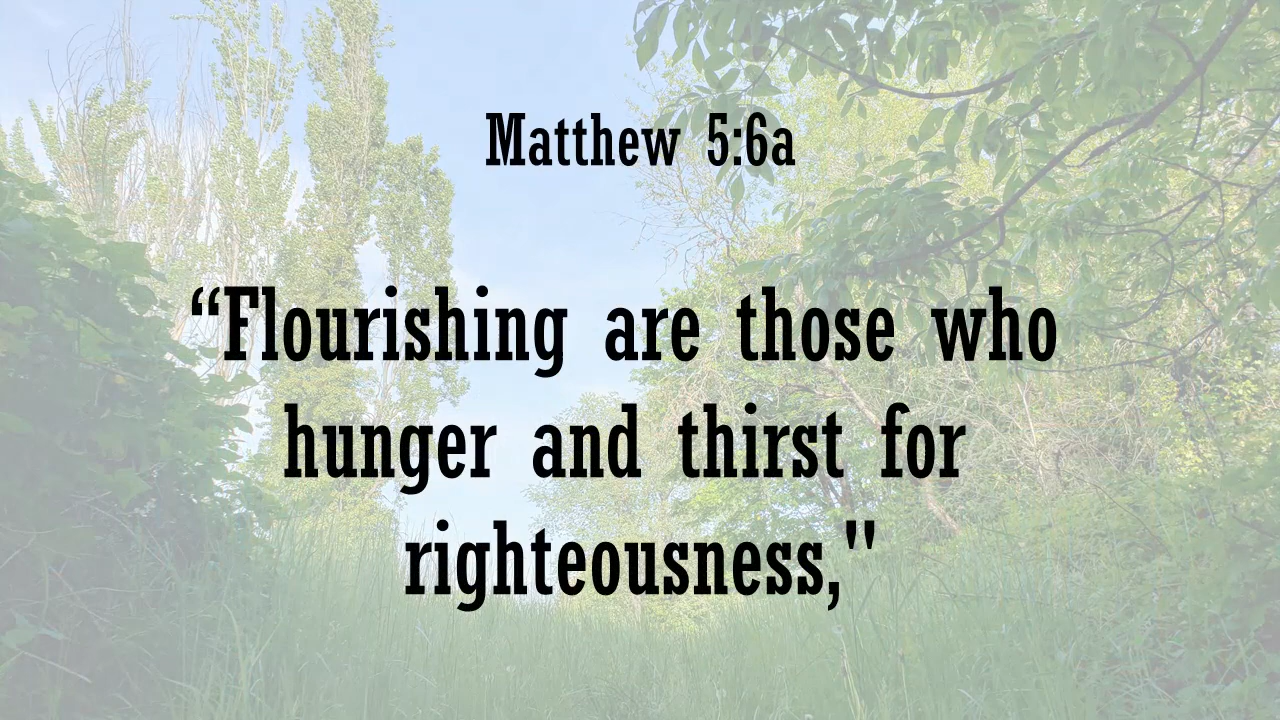 Matthew 5:6a
“Flourishing are those who
hunger and thirst for
righteousness,"